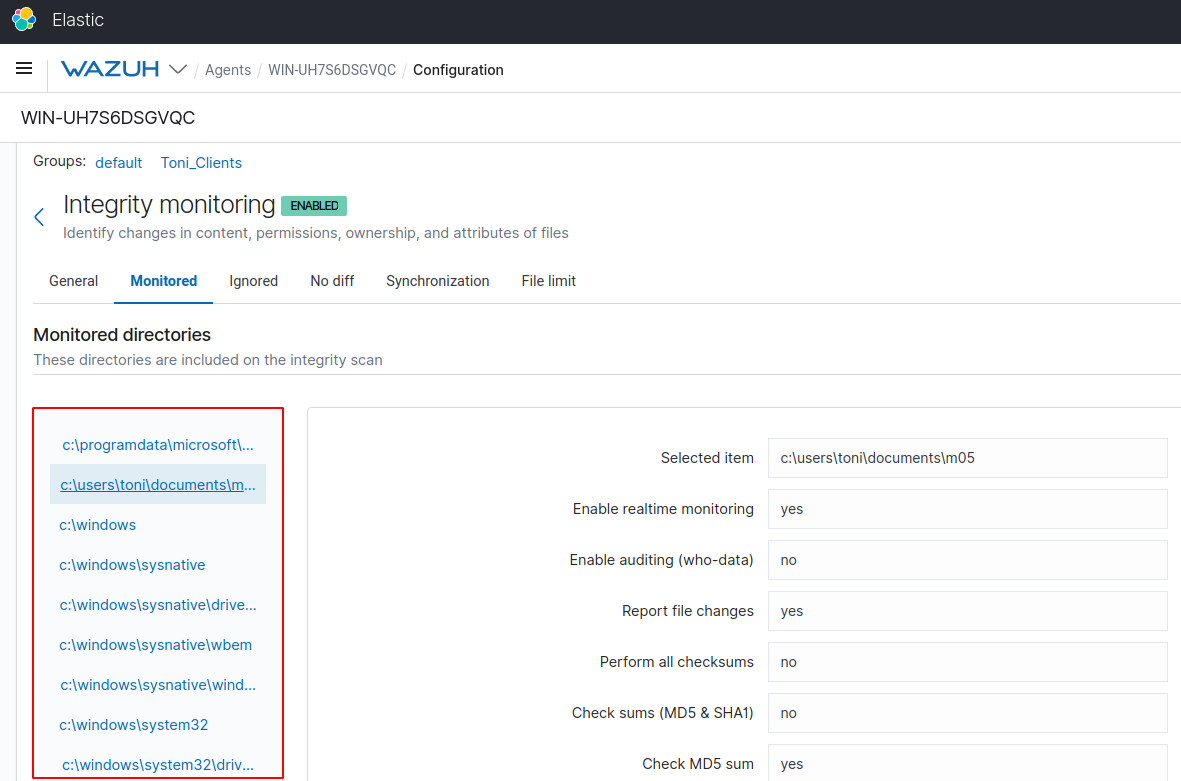 Elastic
WAZUH / Agents / WIN-UH7S6DSGVQC / Configuration
WIN-UH7S6DSGVQC
Groups: default Toni_Clients
Integrity monitoring ENABLED
Identify changes in content, permissions, ownership, and attributes of files
General Monitored Ignored No diff Synchronization File limit
Monitored directories
These directories are included on the integrity scan
c:\programdata\microsoft\...
c:\users\toni\documents\m...
c:\windows
c:\windows\sysnative
c:\windows\sysnative\drive...
c:\windows\sysnative\wbem
c:\windows\sysnative\wind...
c:\windows\system32
c:\windows\system32\driv...
Selected item c:\users\toni\documents\m05
Enable realtime monitoring yes
Enable auditing (who-data) no
Report file changes yes
Perform all checksums no
Check sums (MD5 & SHA1) no
Check MD5 sum yes